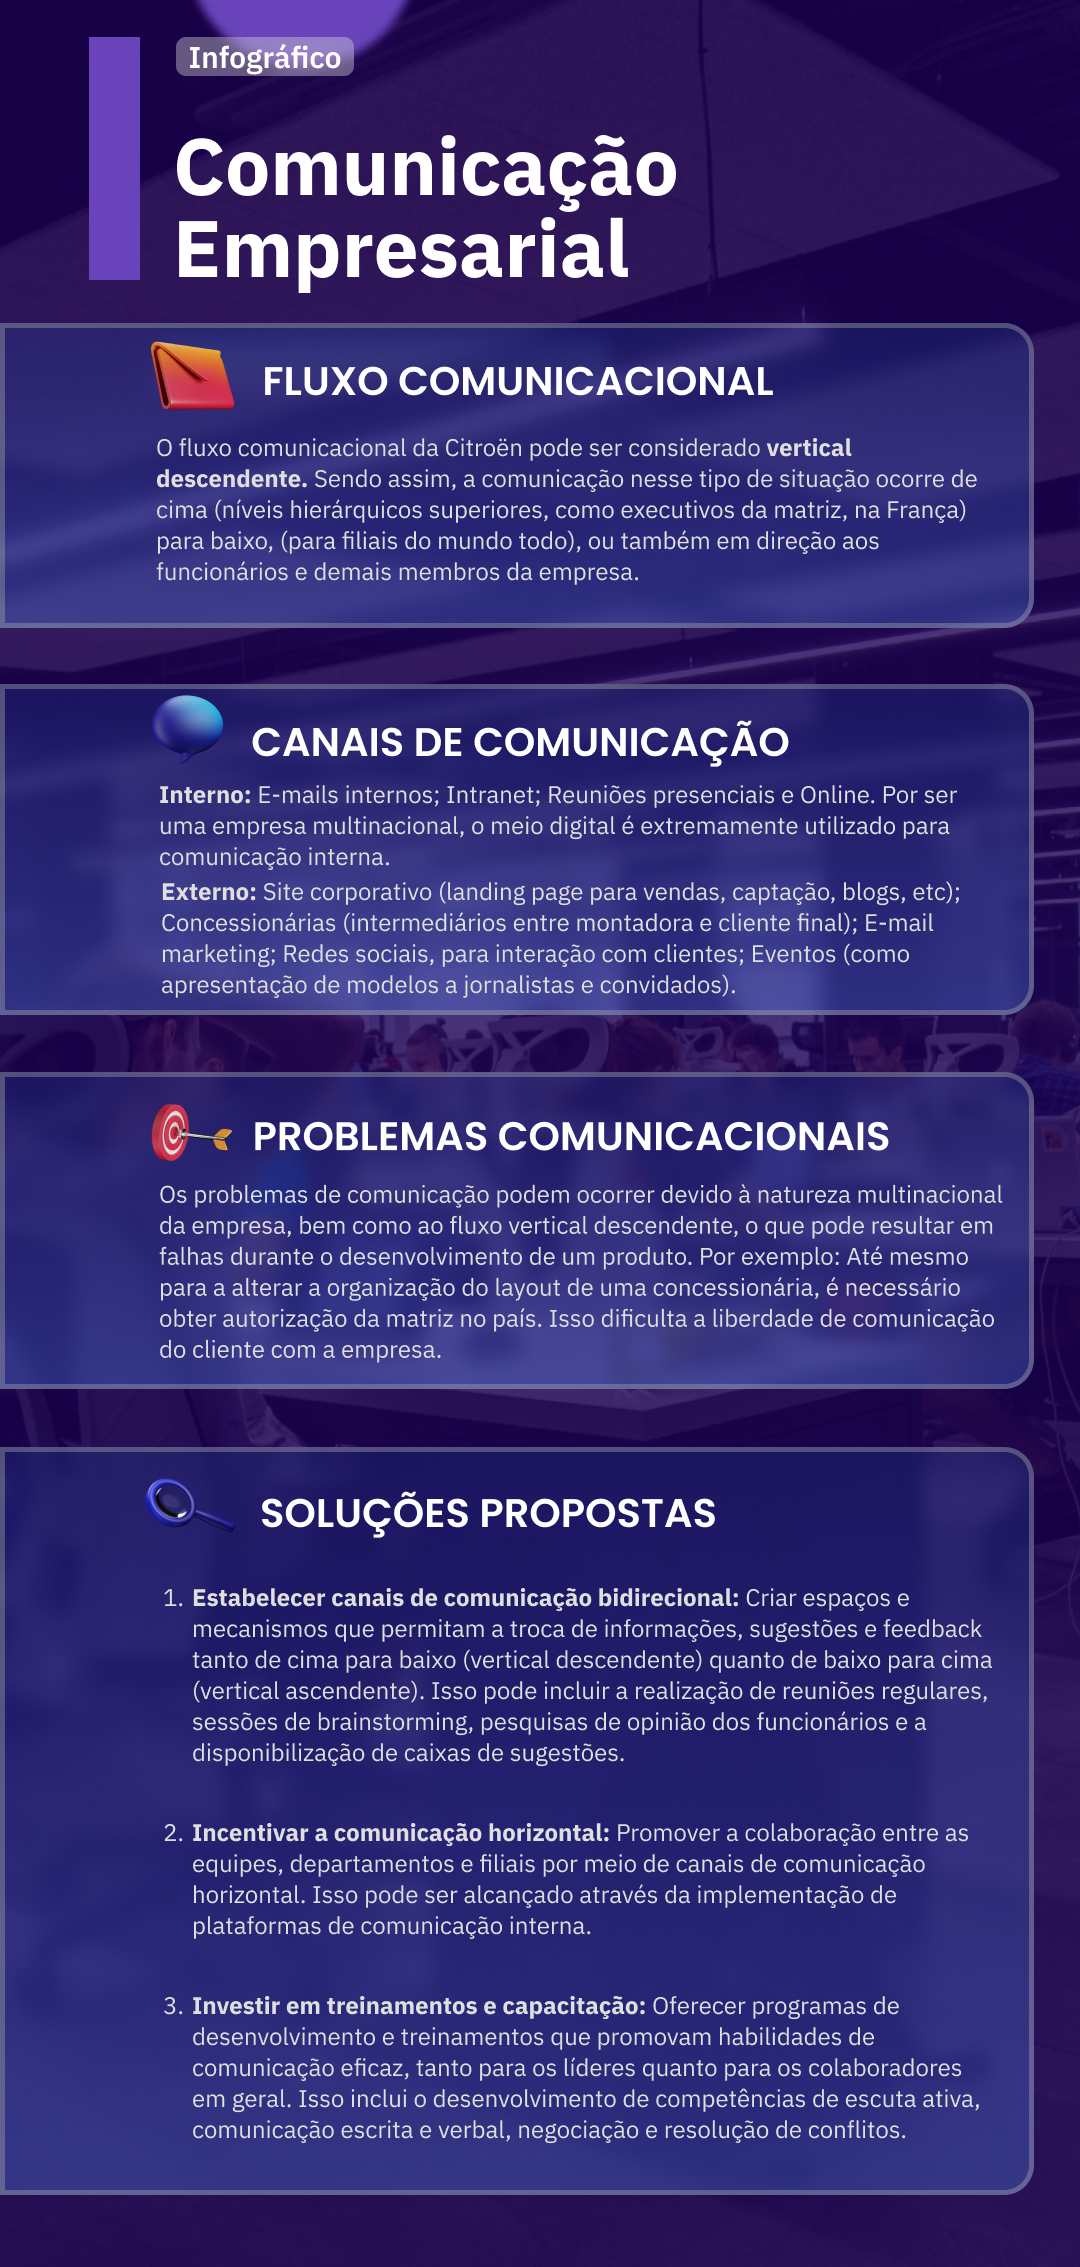 Infográfico
Comunicação
Empresarial
FLUXO COMUNICACIONAL
O fluxo comunicacional da Citroën pode ser considerado vertical
descendente. Sendo assim, a comunicação nesse tipo de situação ocorre de
cima (níveis hierárquicos superiores, como executivos da matriz, na França)
para baixo, (para filiais do mundo todo), ou também em direção aos
funcionários e demais membros da empresa.
CANAIS DE COMUNICAÇÃO
Interno: E-mails internos; Intranet; Reuniões presenciais e Online. Por ser
uma empresa multinacional, o meio digital é extremamente utilizado para
comunicação interna.
Externo: Site corporativo (landing page para vendas, captação, blogs, etc);
Concessionárias (intermediários entre montadora e cliente final); E-mail
marketing; Redes sociais, para interação com clientes; Eventos (como
apresentação de modelos a jornalistas e convidados).
PROBLEMAS COMUNICACIONAIS
Os problemas de comunicação podem ocorrer devido à natureza multinacional
da empresa, bem como ao fluxo vertical descendente, o que pode resultar em
falhas durante o desenvolvimento de um produto. Por exemplo: Até mesmo
para a alterar a organização do layout de uma concessionária, é necessário
obter autorização da matriz no país. Isso dificulta a liberdade de comunicação
do cliente com a empresa.
SOLUÇÕES PROPOSTAS
1. Estabelecer canais de comunicação bidirecional: Criar espaços e
mecanismos que permitam a troca de informações, sugestões e feedback
tanto de cima para baixo (vertical descendente) quanto de baixo para cima
(vertical ascendente). Isso pode incluir a realização de reuniões regulares,
sessões de brainstorming, pesquisas de opinião dos funcionários e a
disponibilização de caixas de sugestões.
2. Incentivar a comunicação horizontal: Promover a colaboração entre as
equipes, departamentos e filiais por meio de canais de comunicação
horizontal. Isso pode ser alcançado através da implementação de
plataformas de comunicação interna.
3. Investir em treinamentos e capacitação: Oferecer programas de
desenvolvimento e treinamentos que promovam habilidades de
comunicação eficaz, tanto para os líderes quanto para os colaboradores
em geral. Isso inclui o desenvolvimento de competências de escuta ativa,
comunicação escrita e verbal, negociação e resolução de conflitos.